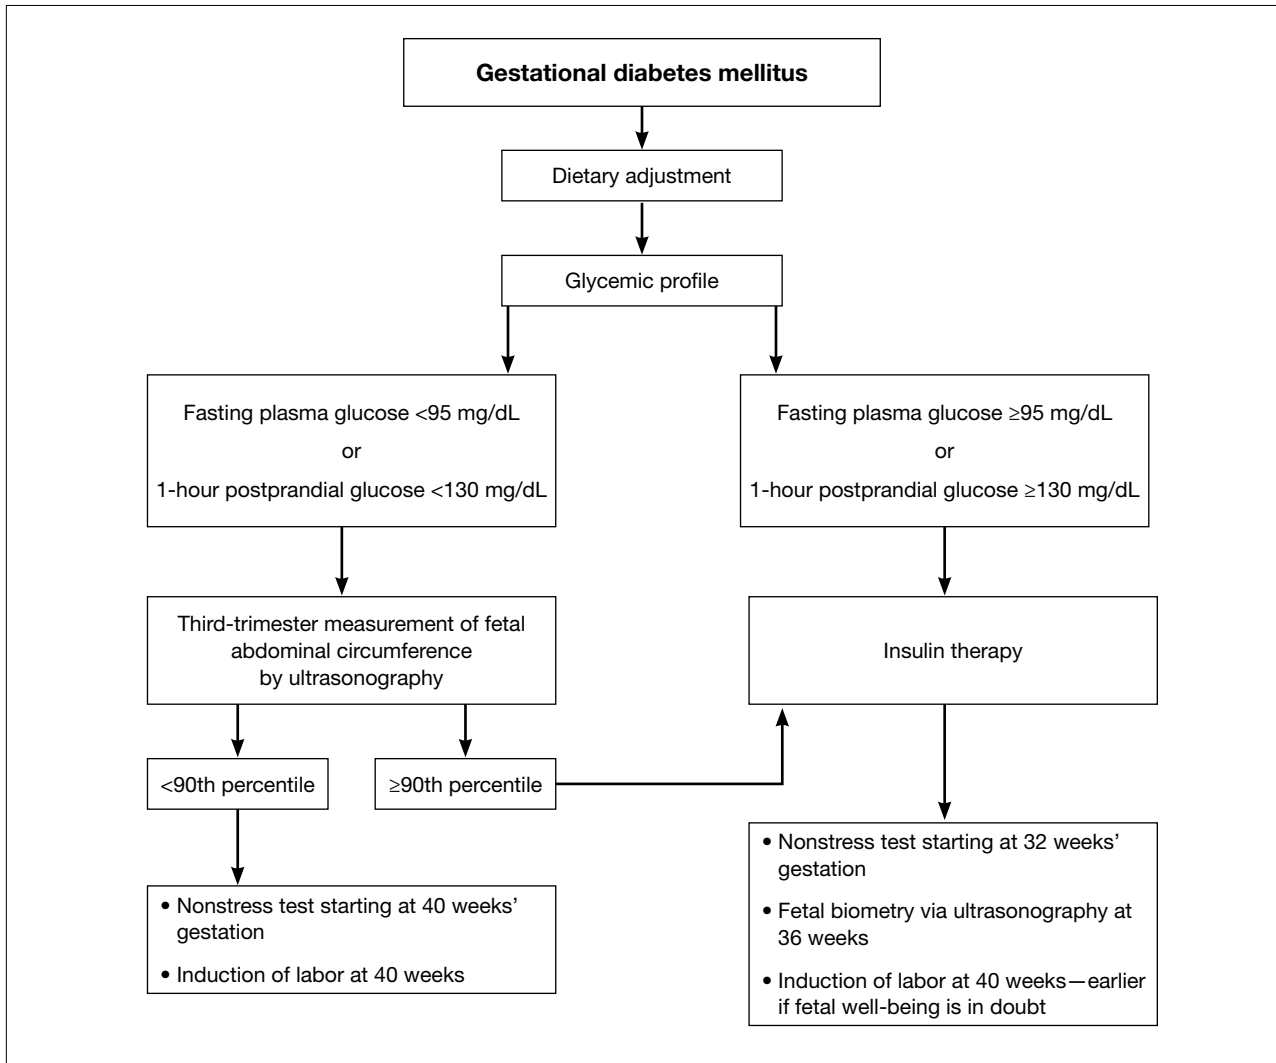 Gestational diabetes mellitus
Dietary adjustment
Glycemic profile
Fasting plasma glucose <95 mg/dL
or
1-hour postprandial glucose <130 mg/dL
Fasting plasma glucose ≥95 mg/dL
or
1-hour postprandial glucose ≥130 mg/dL
Third-trimester measurement of fetal
abdominal circumference
by ultrasonography
Insulin therapy
<90th percentile
≥90th percentile
• Nonstress test starting at 40 weeks’
gestation
• Induction of labor at 40 weeks
• Nonstress test starting at 32 weeks’
gestation
• Fetal biometry via ultrasonography at
36 weeks
• Induction of labor at 40 weeks—earlier
if fetal well-being is in doubt